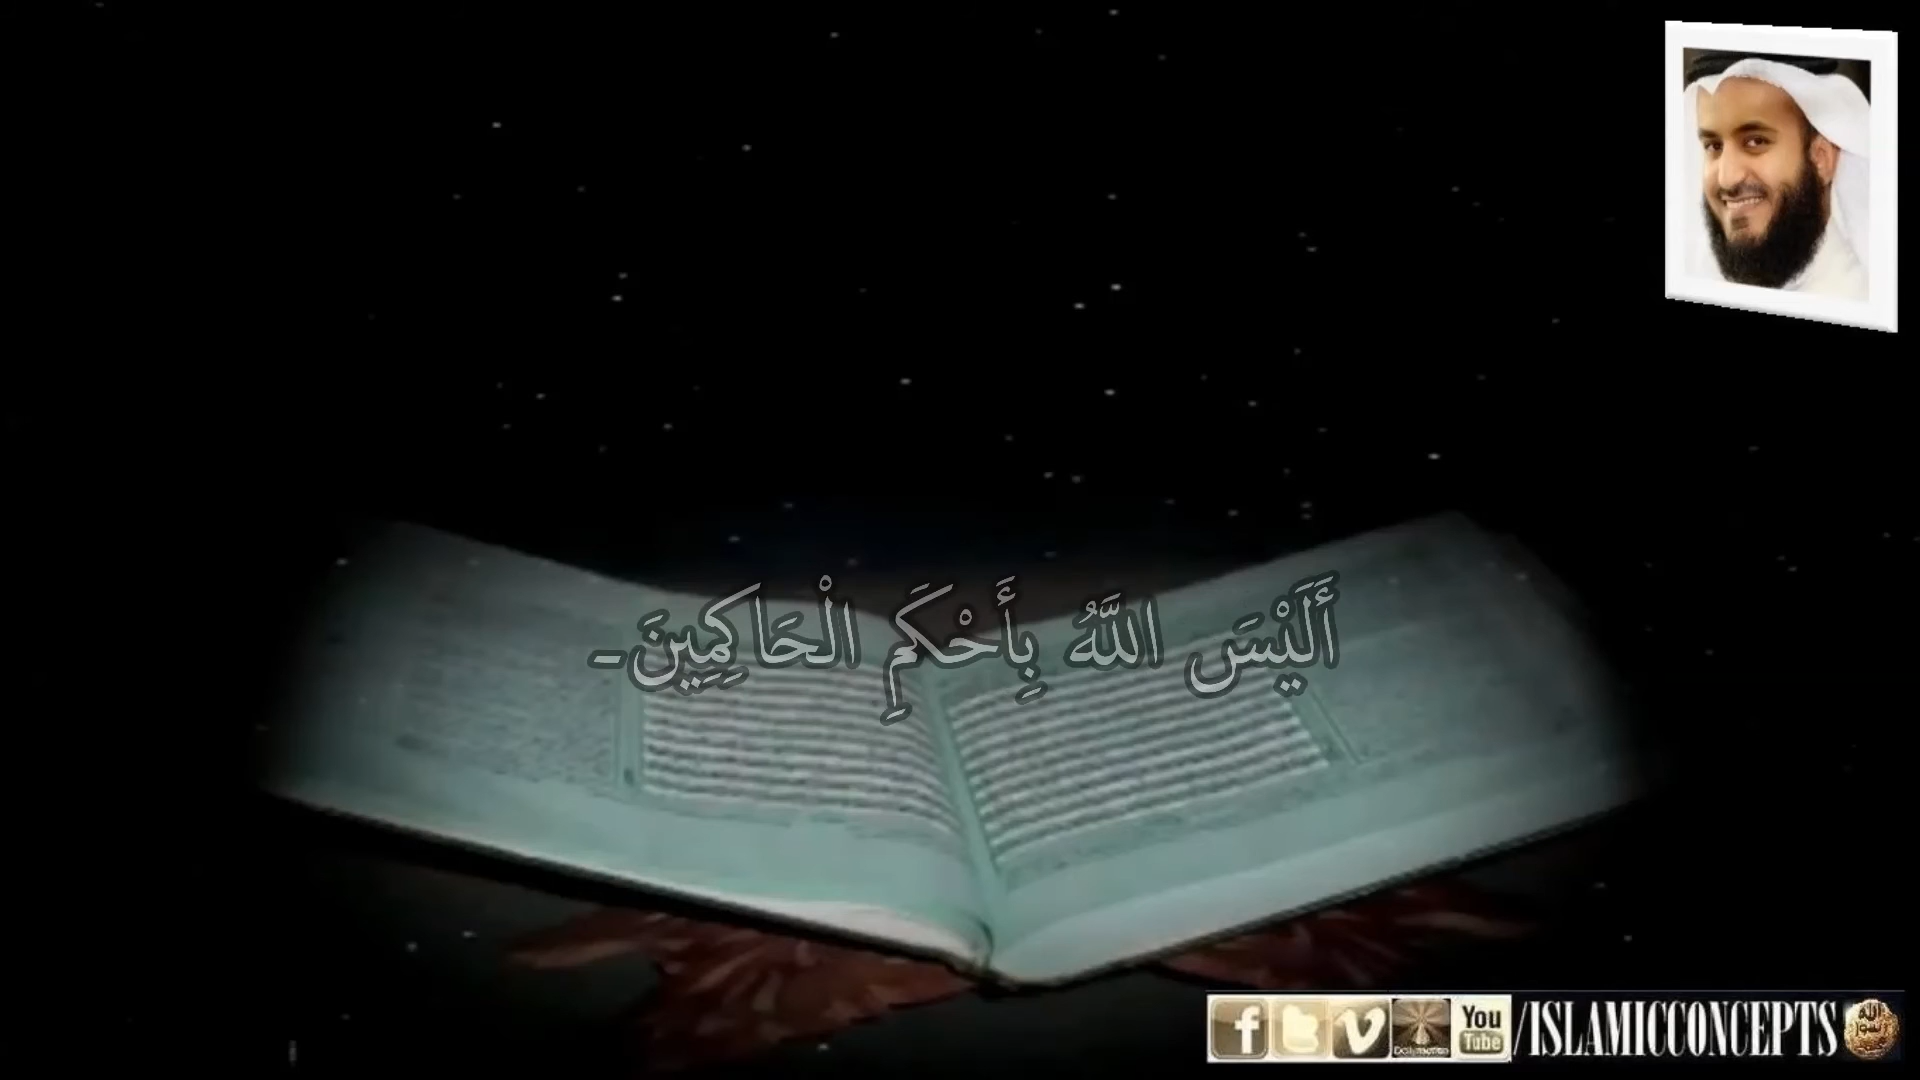 أَلَيْسَ اللَّهُ بِأَحْكَمِ الْحَاكِمِينَ-
You
Tube
/ISLAMICCONCEPTS